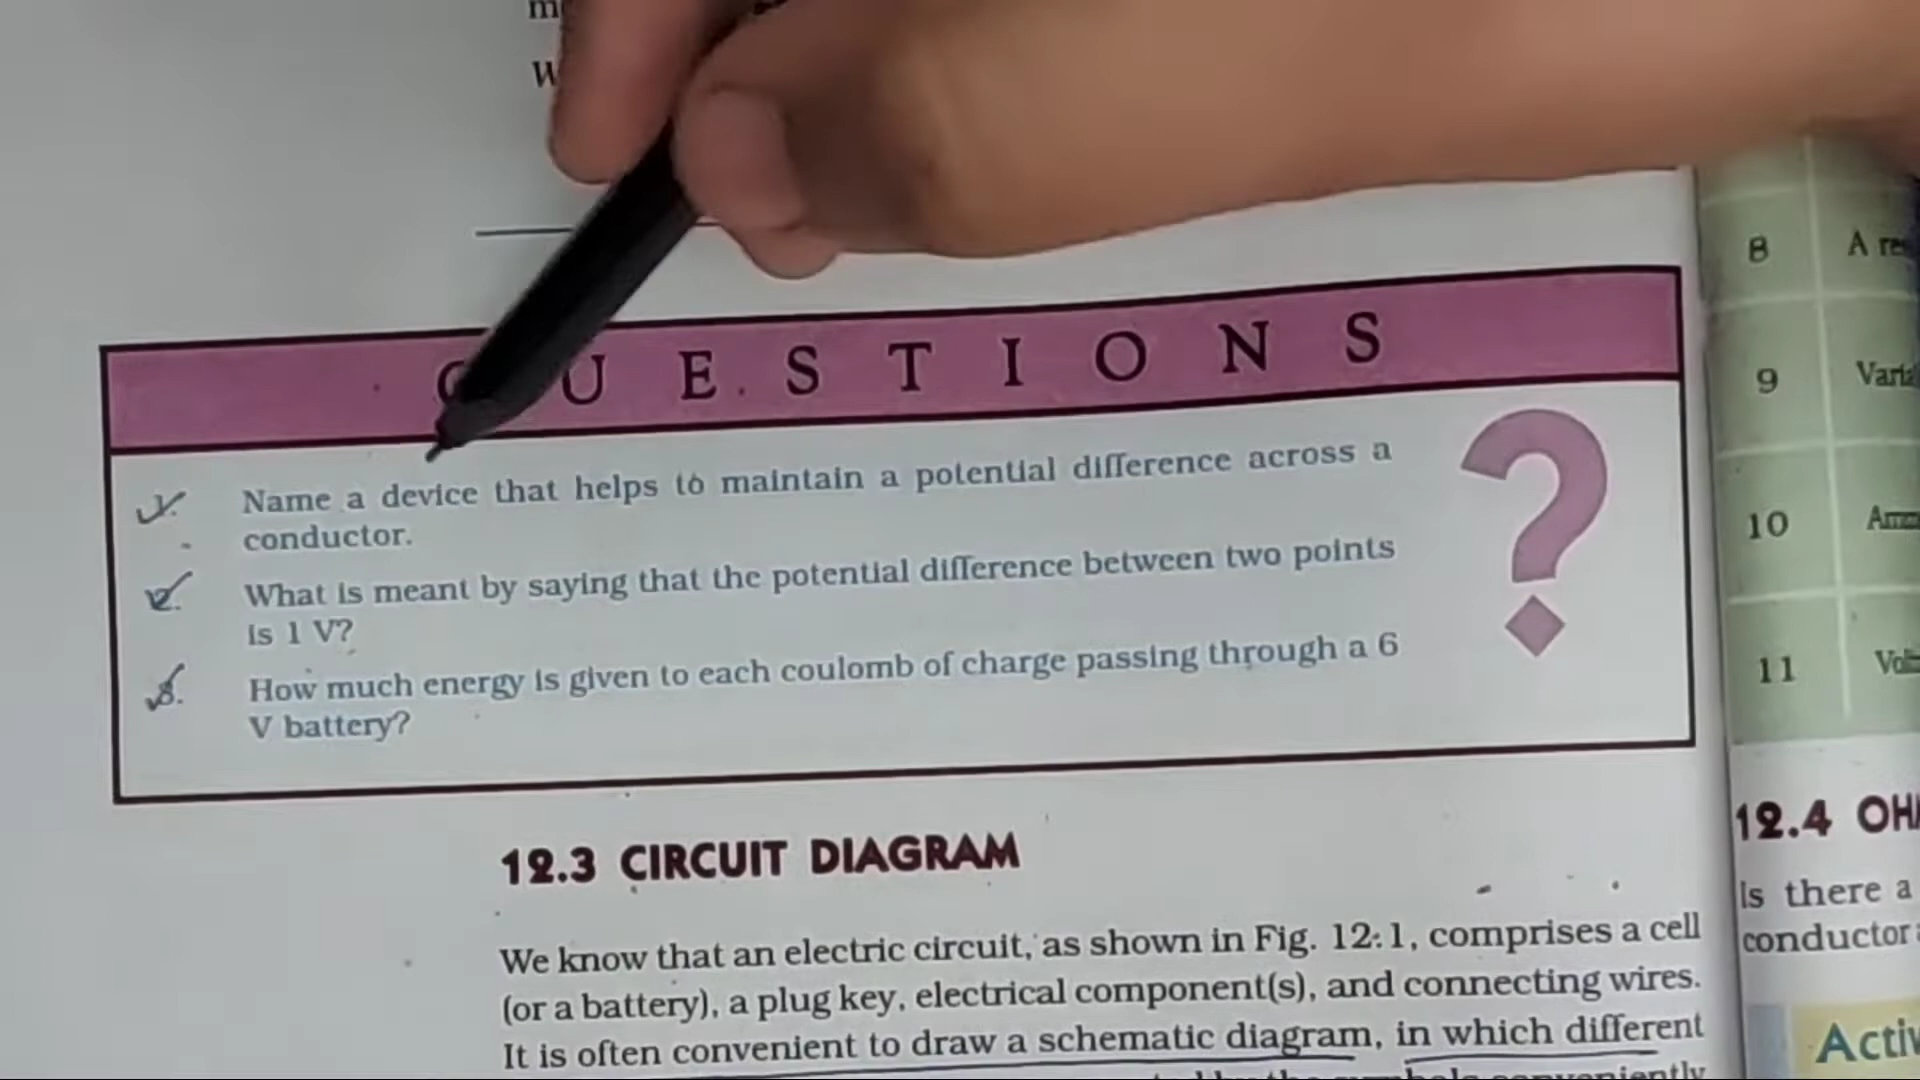 QUESTIONS
1. Name a device that helps to maintain a potential difference across a
conductor.
2. What is meant by saying that the potential difference between two points
is 1 V?
3. How much energy is given to each coulomb of charge passing through a 6
V battery?
12.3 CIRCUIT DIAGRAM
We know that an electric circuit, as shown in Fig. 12.1, comprises a cell
(or a battery), a plug key, electrical component(s), and connecting wires.
It is often convenient to draw a schematic diagram, in which different
conveniently
8 A
9
10
11
12.4
Is there a
conductor